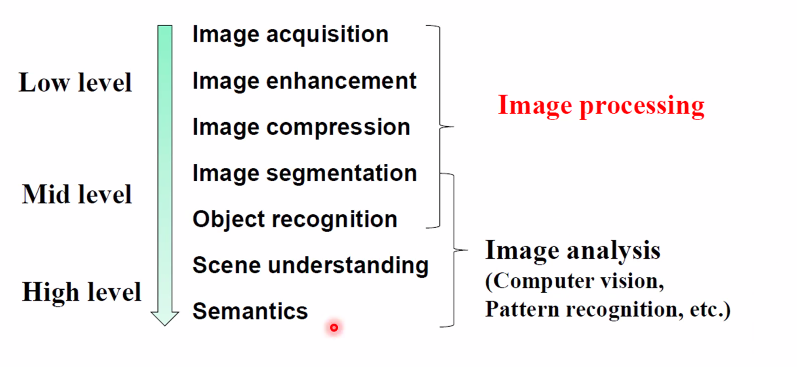 Low level
Mid level
High level
Image acquisition
Image enhancement
Image compression
Image segmentation
Object recognition
Scene understanding
Semantics
Image processing
Image analysis
(Computer vision,
Pattern recognition, etc.)